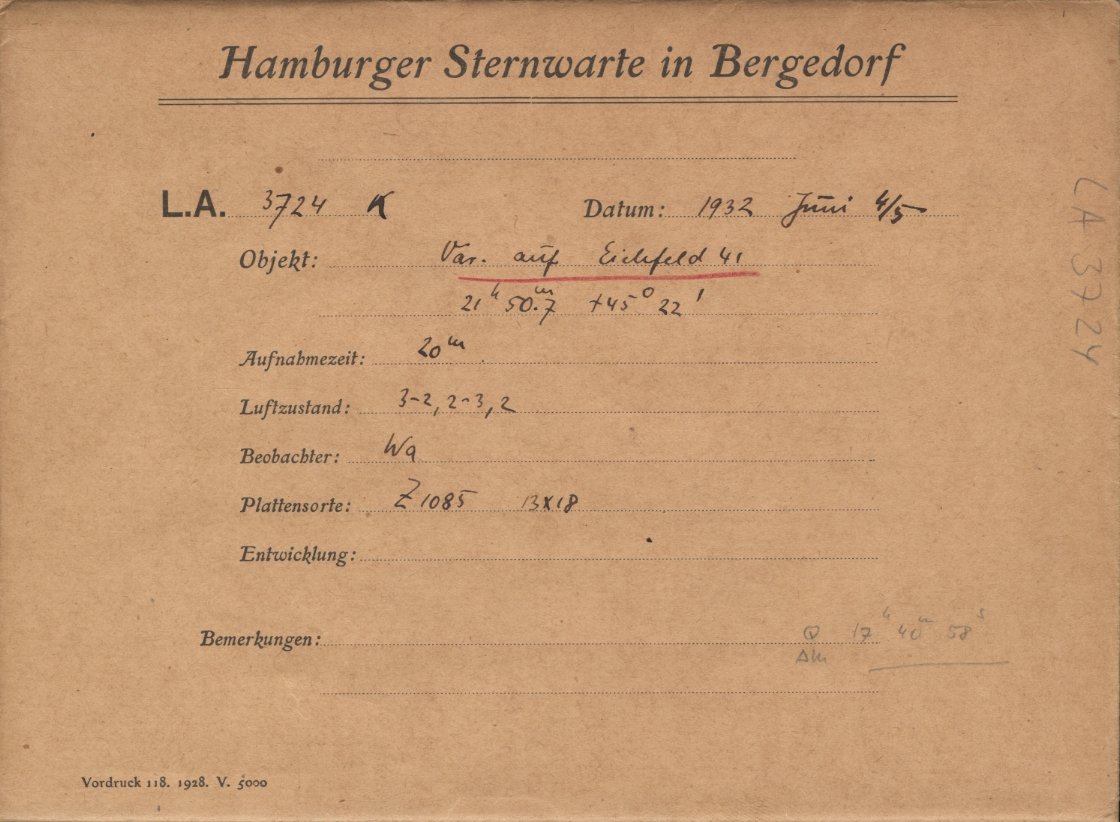 Hamburger Sternwarte in Bergedorf
L.A. 3724 K Datum: 1932 Juni 4/5
Objekt: Var. auf Eichfeld 41
21ʰ 50.ᵐ7 +45° 22'
Aufnahmezeit: 20ᵐ
Luftzustand: 3-2, 2-3, 2
Beobachter: Wa
Plattensorte: Z 1085 13x18
Entwicklung:
Bemerkungen: 17ʰ 40ᵐ 58ˢ
Vordruck 118. 1928. V. 5000
LA 3724